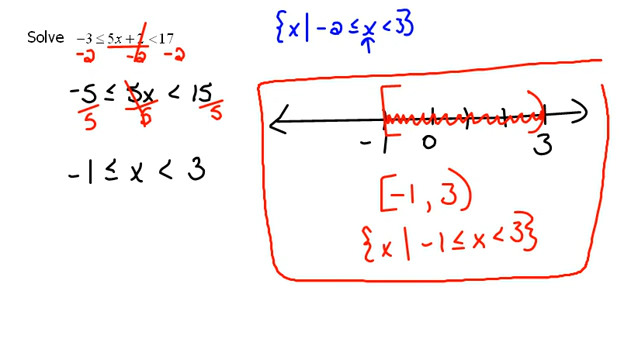 Solve -3 ≤ 5x + 2 < 17
-2 -2 -2
-5 ≤ 5x < 15
5 5 5
-1 ≤ x < 3
{x | -2 ≤ x < 3}
-1 0 3
[-1, 3)
{x | -1 ≤ x < 3}